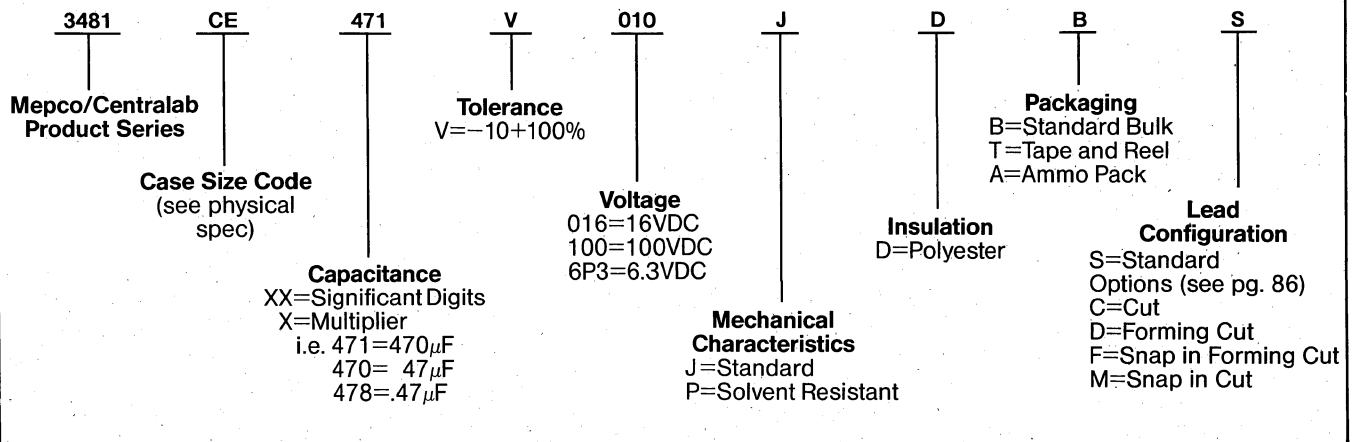 3481 CE 471 V 010 J D B S
Mepco/Centralab
Product Series
Case Size Code
(see physical
spec)
Capacitance
XX=Significant Digits
X=Multiplier
i.e. 471=470μF
470= 47μF
478=.47μF
Tolerance
V=−10+100%
Voltage
016=16VDC
100=100VDC
6P3=6.3VDC
Mechanical
Characteristics
J=Standard
P=Solvent Resistant
Insulation
D=Polyester
Packaging
B=Standard Bulk
T=Tape and Reel
A=Ammo Pack
Lead
Configuration
S=Standard
Options (see pg. 86)
C=Cut
D=Forming Cut
F=Snap in Forming Cut
M=Snap in Cut